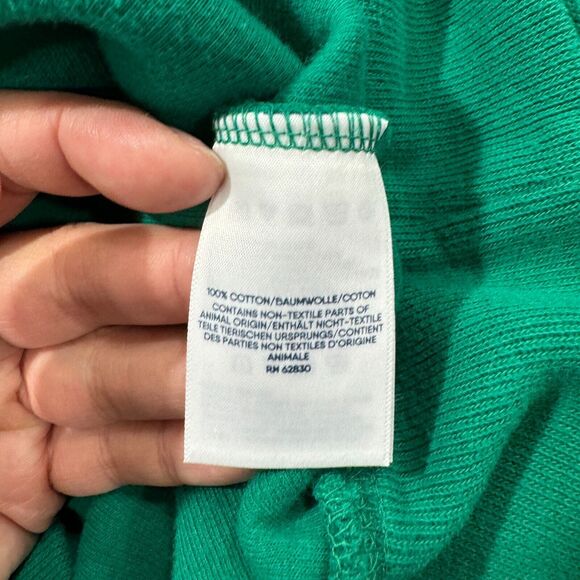 100% COTTON/BAUMWOLLE/COTON
CONTAINS NON-TEXTILE PARTS OF
ANIMAL ORIGIN/ENTHÄLT NICHT-TEXTILE
TEILE TIERISCHEN URSPRUNGS/CONTIENT
DES PARTIES NON TEXTILES D'ORIGINE
ANIMALE
RN 62830